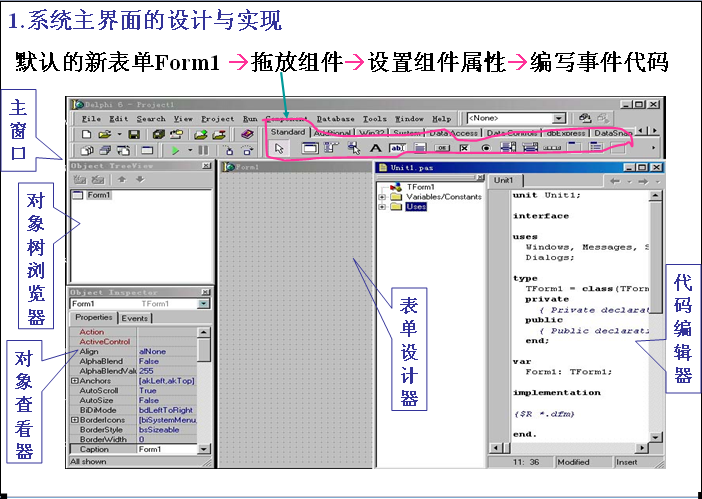 1.系统主界面的设计与实现
默认的新表单Form1 →拖放组件→设置组件属性→编写事件代码
主窗口
Delphi 6 - Project1
File Edit Search View Project Run Component Database Tools Window Help
<None>
Standard Additional Win32 System Data Access Data Controls dbExpress DataSnap
Object TreeView
Form1
对象树浏览器
Form1
Unit1.pas
TForm1
Variables/Constants
Uses
Unit1
unit Unit1;
interface
uses
Windows, Messages, S
Dialogs;
type
TForm1 = class(TForm
private
{ Private declarat
public
{ Public declarati
end;
var
Form1: TForm1;
implementation
{$R *.dfm}
end.
11: 36 Modified Insert
表单设计器
代码编辑器
对象查看器
Object Inspector
Form1 TForm1
Properties Events
Action
ActiveControl
Align alNone
AlphaBlend False
AlphaBlendValu 255
Anchors [akLeft,akTop]
AutoScroll True
AutoSize False
BiDiMode bdLeftToRight
BorderIcons [biSystemMenu,
BorderStyle bsSizeable
BorderWidth 0
Caption Form1
All shown